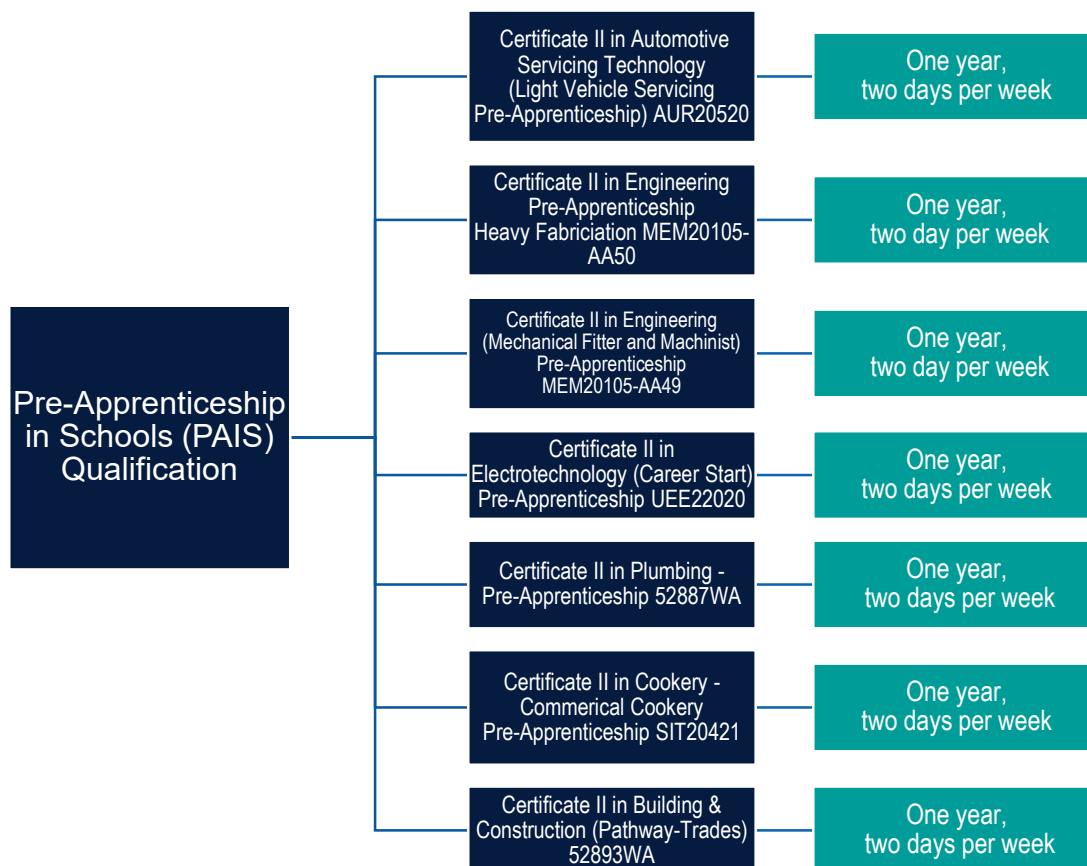 Pre-Apprenticeship
in Schools (PAIS)
Qualification
Certificate II in Automotive
Servicing Technology
(Light Vehicle Servicing
Pre-Apprenticeship) AUR20520
One year,
two days per week
Certificate II in Engineering
Pre-Apprenticeship
Heavy Fabriciation MEM20105-
AA50
One year,
two day per week
Certificate II in Engineering
(Mechanical Fitter and Machinist)
Pre-Apprenticeship
MEM20105-AA49
One year,
two days per week
Certificate II in
Electrotechnology (Career Start)
Pre-Apprenticeship UEE22020
One year,
two days per week
Certificate II in Plumbing -
Pre-Apprenticeship 52887WA
One year,
two days per week
Certificate II in Cookery -
Commerical Cookery
Pre-Apprenticeship SIT20421
One year,
two days per week
Certificate II in Building &
Construction (Pathway-Trades)
52893WA
One year,
two days per week